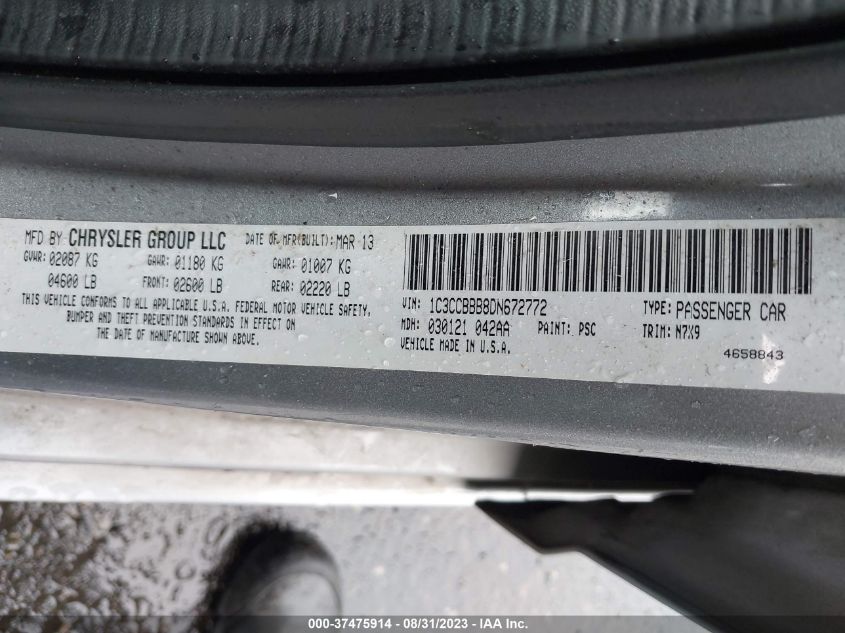 MFD BY CHRYSLER GROUP LLC DATE OF MFR(BUILT): MAR 13
GVWR: 02087 KG GAWR: 01180 KG GAWR: 01007 KG
04600 LB FRONT: 02600 LB REAR: 02220 LB
THIS VEHICLE CONFORMS TO ALL APPLICABLE U.S.A. FEDERAL MOTOR VEHICLE SAFETY,
BUMPER AND THEFT PREVENTION STANDARDS IN EFFECT ON
THE DATE OF MANUFACTURE SHOWN ABOVE.
VIN: 1C3CCBBB8DN672772 TYPE: PASSENGER CAR
MDH: 030121 042AA PAINT: PSC TRIM: N7X9
VEHICLE MADE IN U.S.A. 4658843
000-37475914 - 08/31/2023 - IAA Inc.